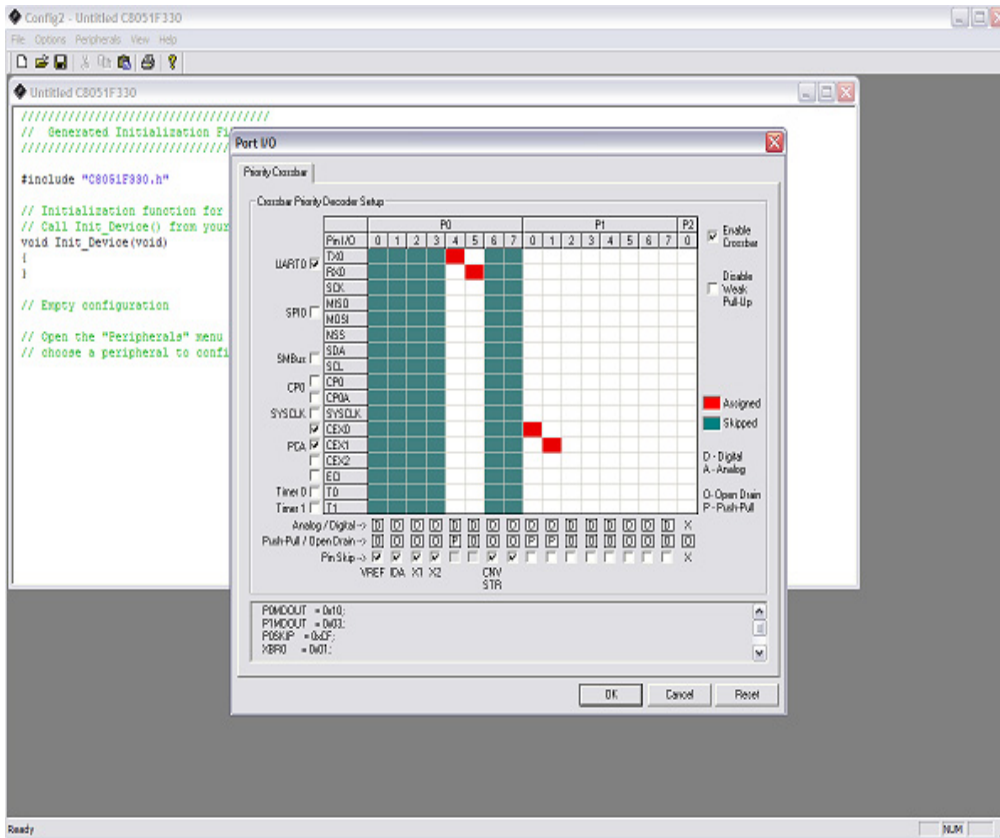 Config2 - Untitled C8051F330
File Options Peripherals View Help
Untitled C8051F330
///////////////////////////////////
// Generated Initialization Fi
#include "C8051F330.h"
// Initialization function for
// Call Init_Device() from your
void Init_Device(void)
{
}
// Empty configuration
// Open the "Peripherals" menu
// choose a peripheral to confi
Port I/O
Priority Crossbar
Crossbar Priority Decoder Setup
P0 P1 P2
Pin I/O 0 1 2 3 4 5 6 7 0 1 2 3 4 5 6 7 0
UART0 TX0
RX0
SPI0 SCK
MISO
MOSI
NSS
SMBus SDA
SCL
CP0 CP0
CP0A
SYSCLK SYSCLK
PCA CEX0
CEX1
CEX2
ECI
Timer 0 T0
Timer 1 T1
Analog / Digital -> D D D D D D D D D D D D D D D D X
Push-Pull / Open Drain -> O O O O P O O O P P O O O O O O O
Pin Skip -> X
VREF IDA X1 X2 CNV
STR
Enable
Crossbar
Disable
Weak
Pull-Up
Assigned
Skipped
D - Digital
A - Analog
O - Open Drain
P - Push-Pull
P0MDOUT = 0x10;
P1MDOUT = 0x03;
P0SKIP = 0xCF;
XBR0 = 0x01;
OK Cancel Reset
Ready NUM